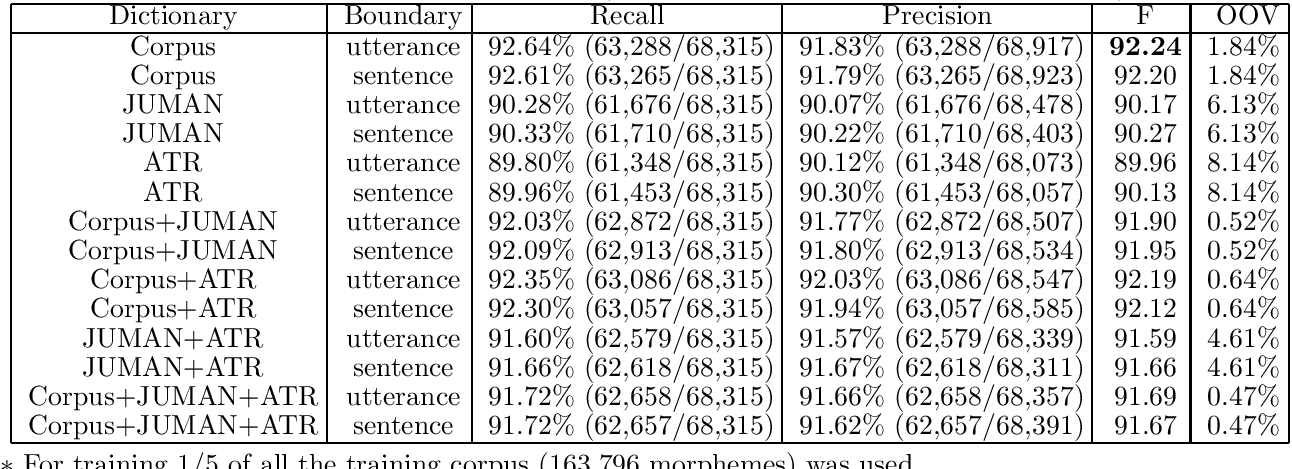 Dictionary Boundary Recall Precision F OOV
Corpus utterance 92.64% (63,288/68,315) 91.83% (63,288/68,917) 92.24 1.84%
Corpus sentence 92.61% (63,265/68,315) 91.79% (63,265/68,923) 92.20 1.84%
JUMAN utterance 90.28% (61,676/68,315) 90.07% (61,676/68,478) 90.17 6.13%
JUMAN sentence 90.33% (61,710/68,315) 90.22% (61,710/68,403) 90.27 6.13%
ATR utterance 89.80% (61,348/68,315) 90.12% (61,348/68,073) 89.96 8.14%
ATR sentence 89.96% (61,453/68,315) 90.30% (61,453/68,057) 90.13 8.14%
Corpus+JUMAN utterance 92.03% (62,872/68,315) 91.77% (62,872/68,507) 91.90 0.52%
Corpus+JUMAN sentence 92.09% (62,913/68,315) 91.80% (62,913/68,534) 91.95 0.52%
Corpus+ATR utterance 92.35% (63,086/68,315) 92.03% (63,086/68,547) 92.19 0.64%
Corpus+ATR sentence 92.30% (63,057/68,315) 91.94% (63,057/68,585) 92.12 0.64%
JUMAN+ATR utterance 91.60% (62,579/68,315) 91.57% (62,579/68,339) 91.59 4.61%
JUMAN+ATR sentence 91.66% (62,618/68,315) 91.67% (62,618/68,311) 91.66 4.61%
Corpus+JUMAN+ATR utterance 91.72% (62,658/68,315) 91.66% (62,658/68,357) 91.69 0.47%
Corpus+JUMAN+ATR sentence 91.72% (62,657/68,315) 91.62% (62,657/68,391) 91.67 0.47%
∗ For training 1/5 of all the training corpus (163,796 morphemes) was used